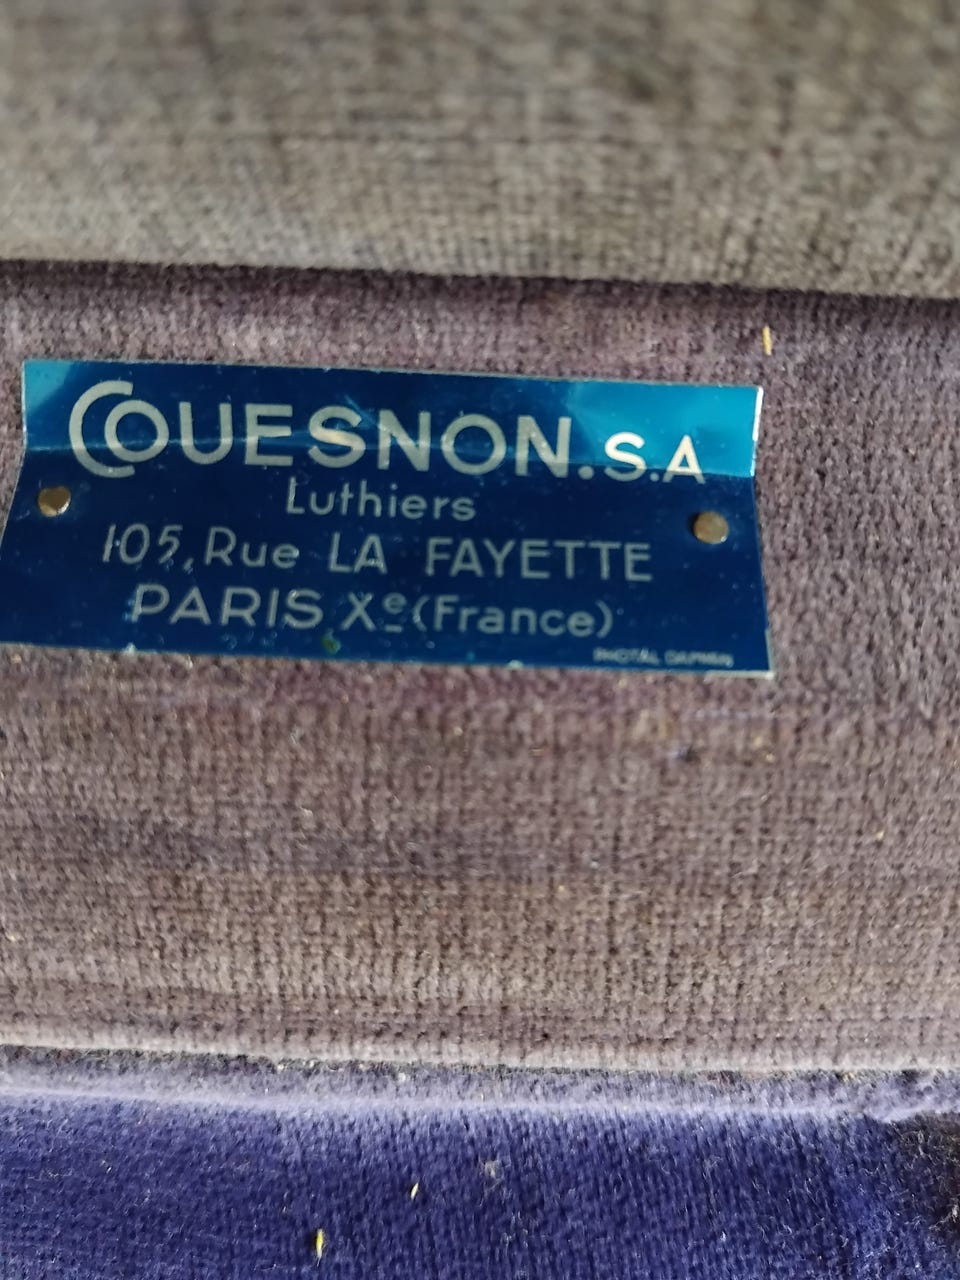 COUESNON.S.A
Luthiers
105, Rue LA FAYETTE
PARIS Xe (France)